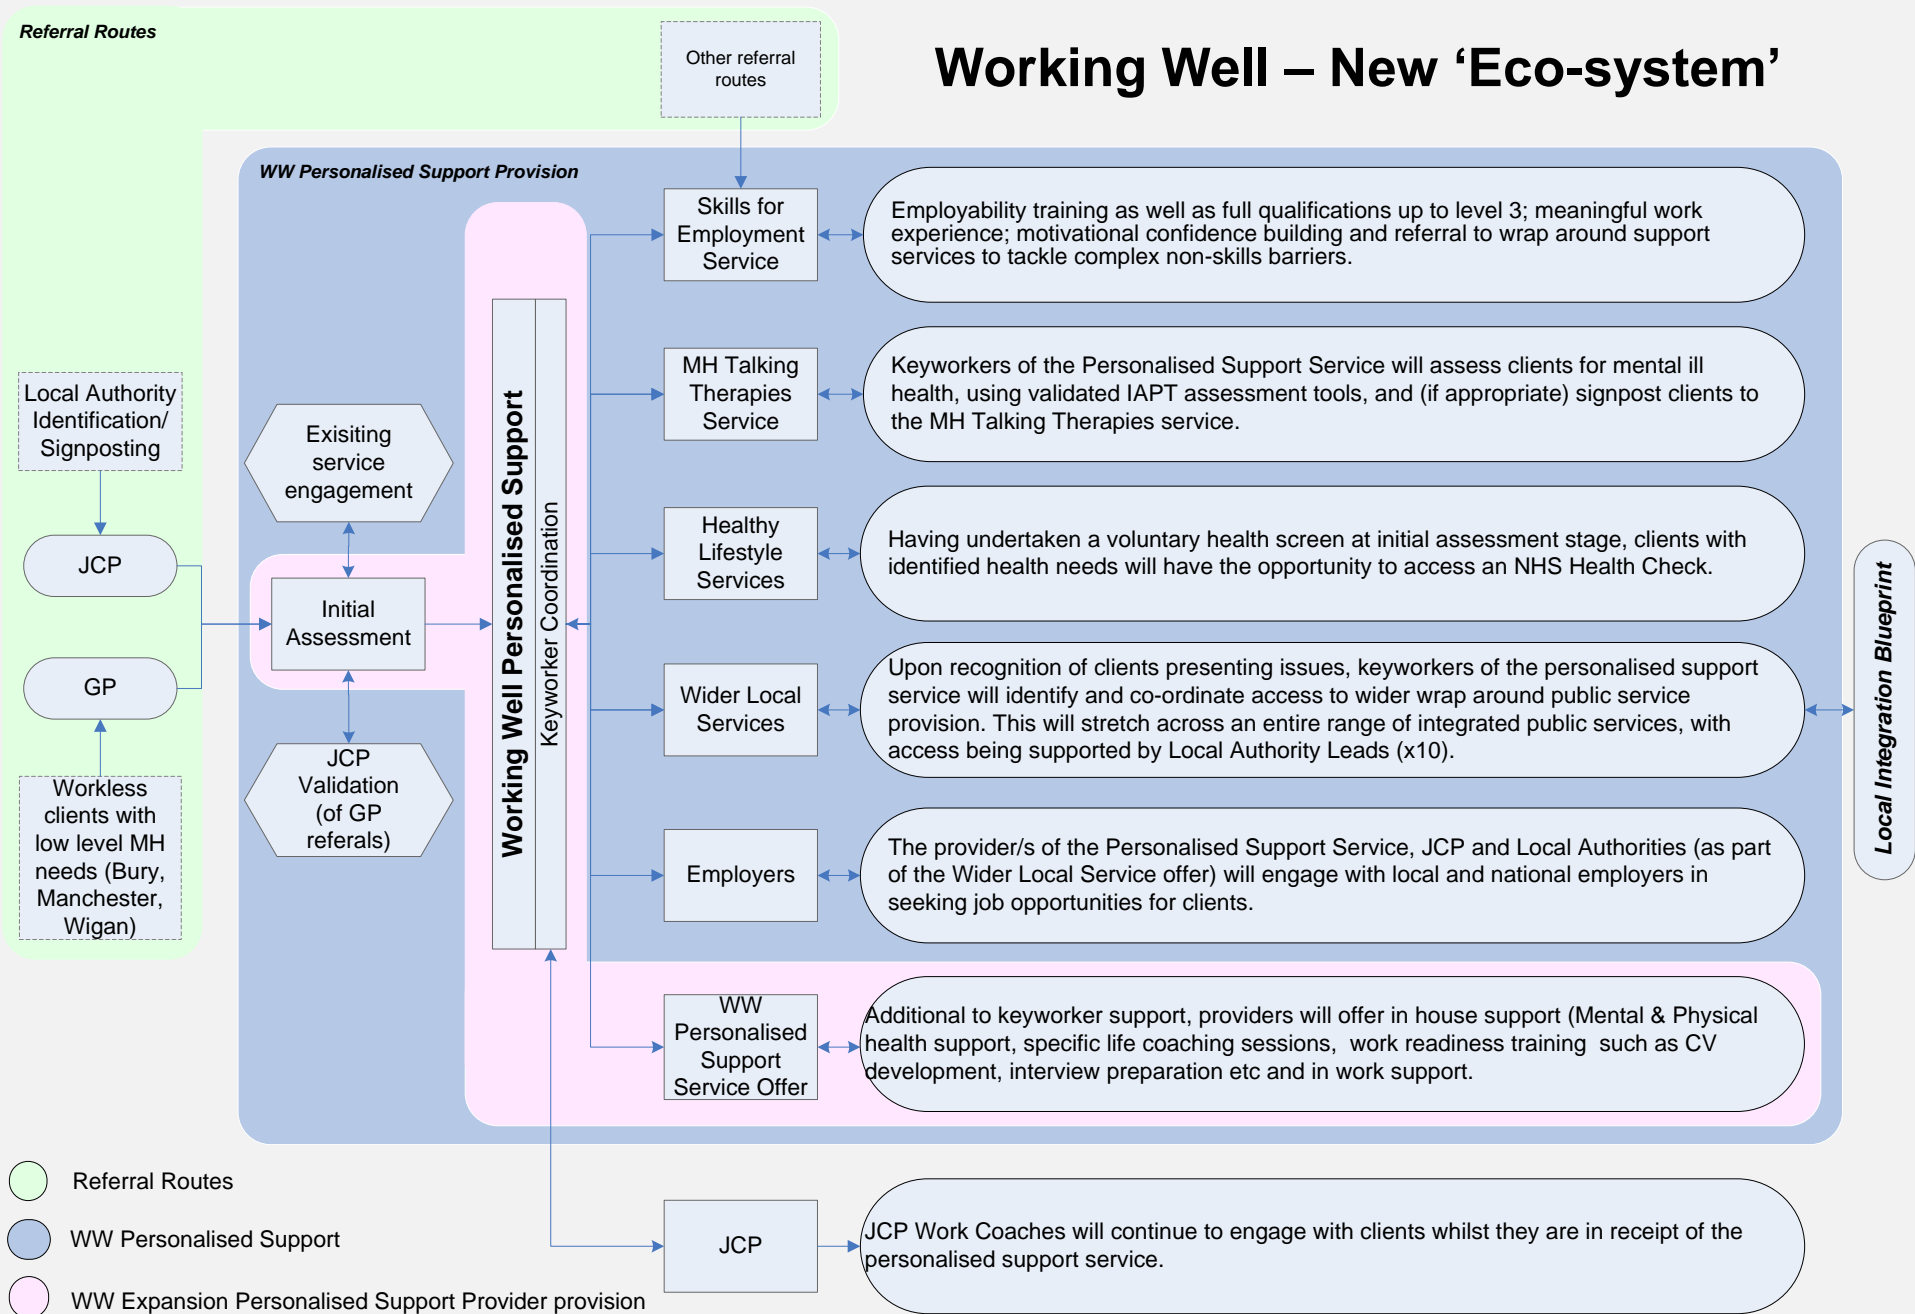 Referral Routes
Other referral
routes
Working Well – New ‘Eco-system’
WW Personalised Support Provision
Skills for
Employment
Service
Employability training as well as full qualifications up to level 3; meaningful work
experience; motivational confidence building and referral to wrap around support
services to tackle complex non-skills barriers.
MH Talking
Therapies
Service
Keyworkers of the Personalised Support Service will assess clients for mental ill
health, using validated IAPT assessment tools, and (if appropriate) signpost clients to
the MH Talking Therapies service.
Local Authority
Identification/
Signposting
JCP
GP
Workless
clients with
low level MH
needs (Bury,
Manchester,
Wigan)
Exisiting
service
engagement
Initial
Assessment
JCP
Validation
(of GP
referals)
Working Well Personalised Support
Keyworker Coordination
Healthy
Lifestyle
Services
Having undertaken a voluntary health screen at initial assessment stage, clients with
identified health needs will have the opportunity to access an NHS Health Check.
Wider Local
Services
Upon recognition of clients presenting issues, keyworkers of the personalised support
service will identify and co-ordinate access to wider wrap around public service
provision. This will stretch across an entire range of integrated public services, with
access being supported by Local Authority Leads (x10).
Local Integration Blueprint
Employers
The provider/s of the Personalised Support Service, JCP and Local Authorities (as part
of the Wider Local Service offer) will engage with local and national employers in
seeking job opportunities for clients.
WW
Personalised
Support
Service Offer
Additional to keyworker support, providers will offer in house support (Mental & Physical
health support, specific life coaching sessions, work readiness training such as CV
development, interview preparation etc and in work support.
JCP
JCP Work Coaches will continue to engage with clients whilst they are in receipt of the
personalised support service.
Referral Routes
WW Personalised Support
WW Expansion Personalised Support Provider provision